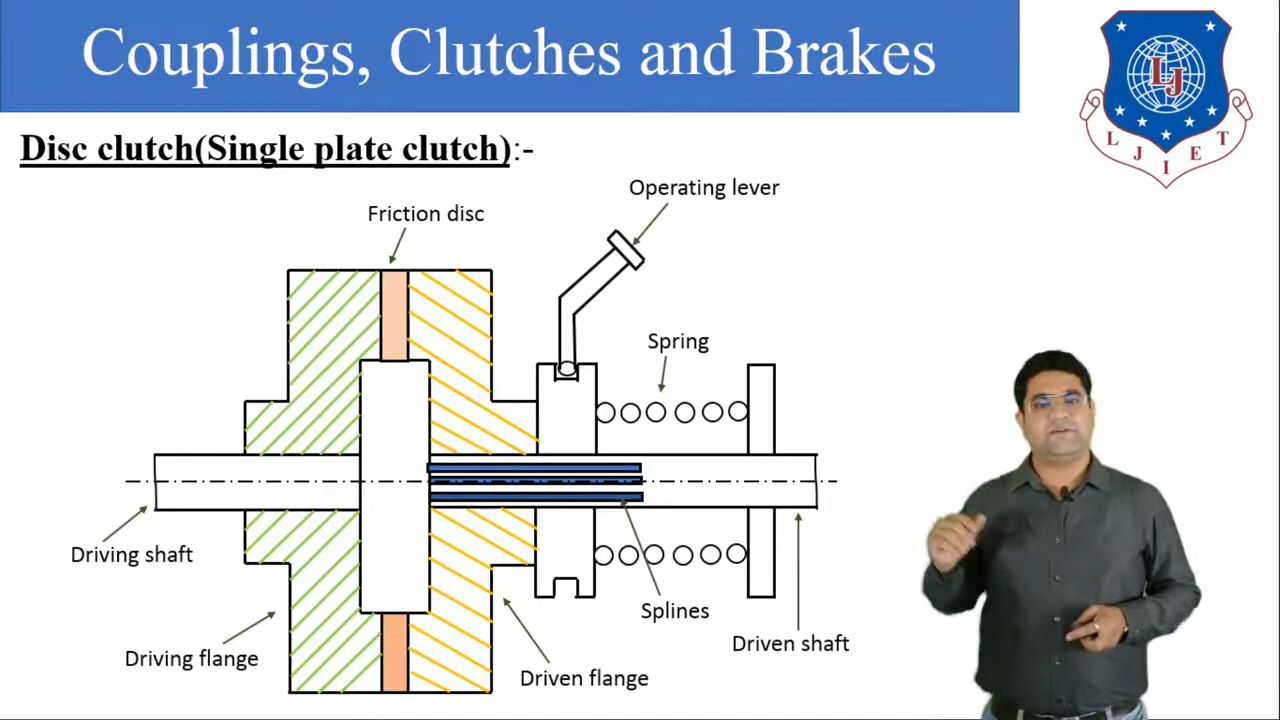 Couplings, Clutches and Brakes
LJ
L J I E T
Disc clutch(Single plate clutch):-
Operating lever
Friction disc
Spring
Driving shaft
Splines
Driven shaft
Driving flange
Driven flange